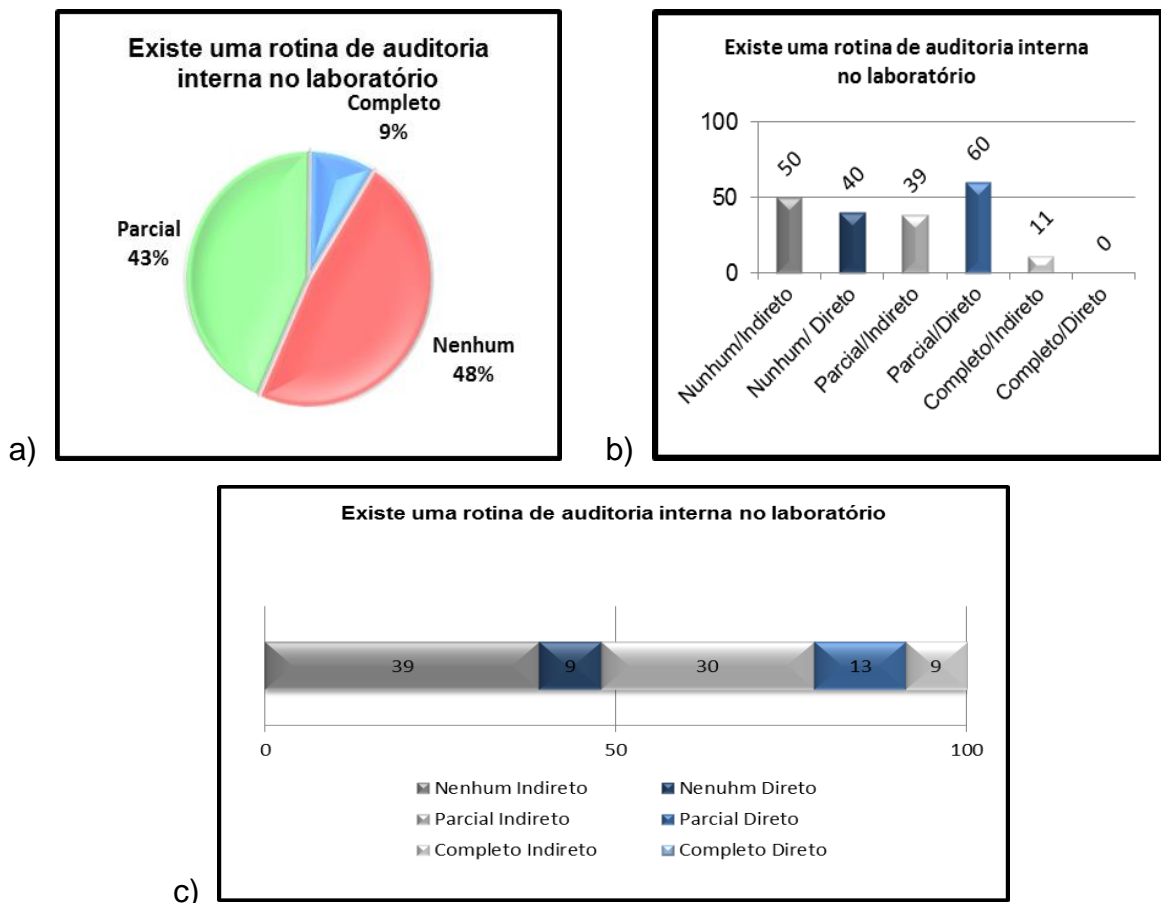 Existe uma rotina de auditoria
interna no laboratório
Completo
9%
Parcial
43%
Nenhum
48%
a)
Existe uma rotina de auditoria interna
no laboratório
100
50
0
50
40
39
60
11
0
Nunhum/Indireto
Nunhum/ Direto
Parcial/Indireto
Parcial/Direto
Completo/Indireto
Completo/Direto
b)
Existe uma rotina de auditoria interna no laboratório
39 9 30 13 9
0 50 100
Nenhum Indireto Nenuhm Direto
Parcial Indireto Parcial Direto
Completo Indireto Completo Direto
c)